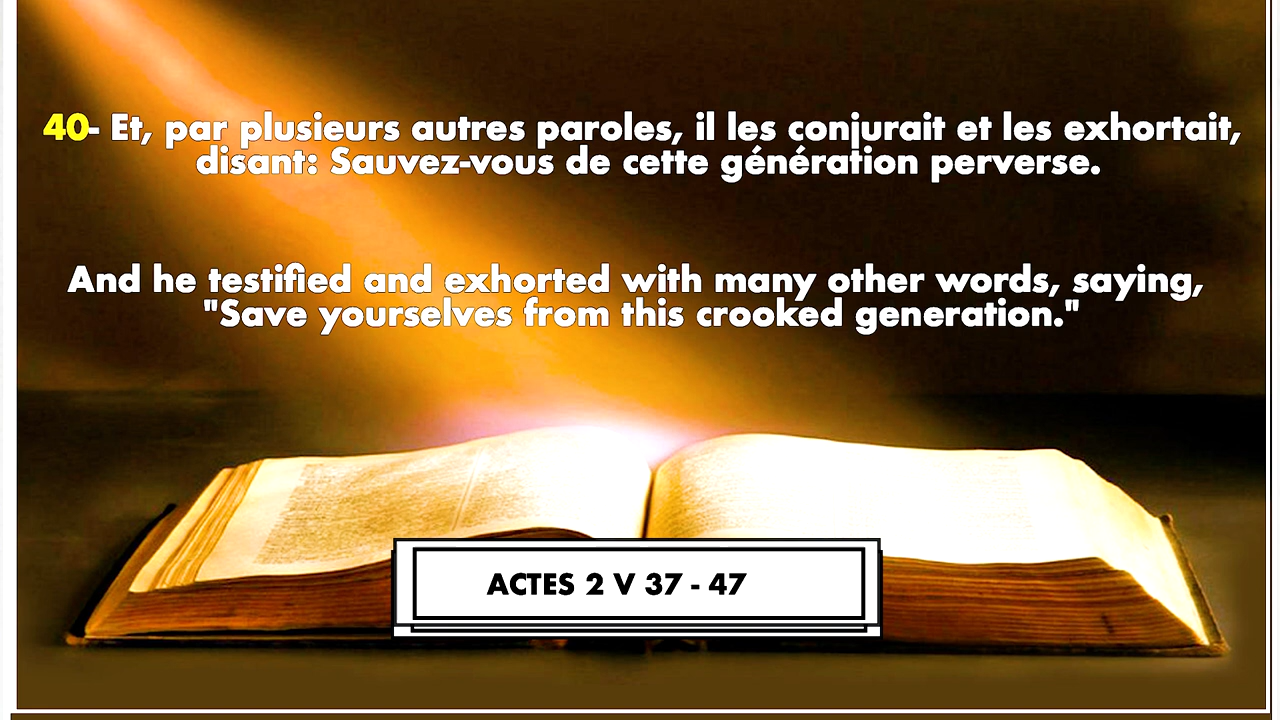 40- Et, par plusieurs autres paroles, il les conjurait et les exhortait,
disant: Sauvez-vous de cette génération perverse.
And he testified and exhorted with many other words, saying,
"Save yourselves from this crooked generation."
ACTES 2 V 37 - 47